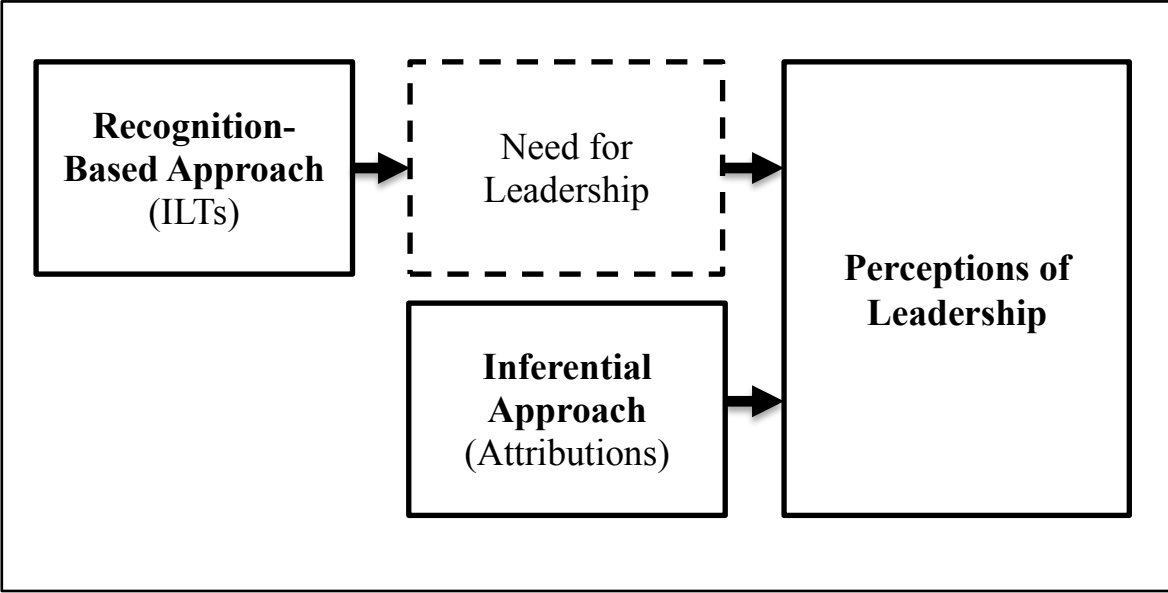 Recognition-
Based Approach
(ILTs)
Need for
Leadership
Inferential
Approach
(Attributions)
Perceptions of
Leadership